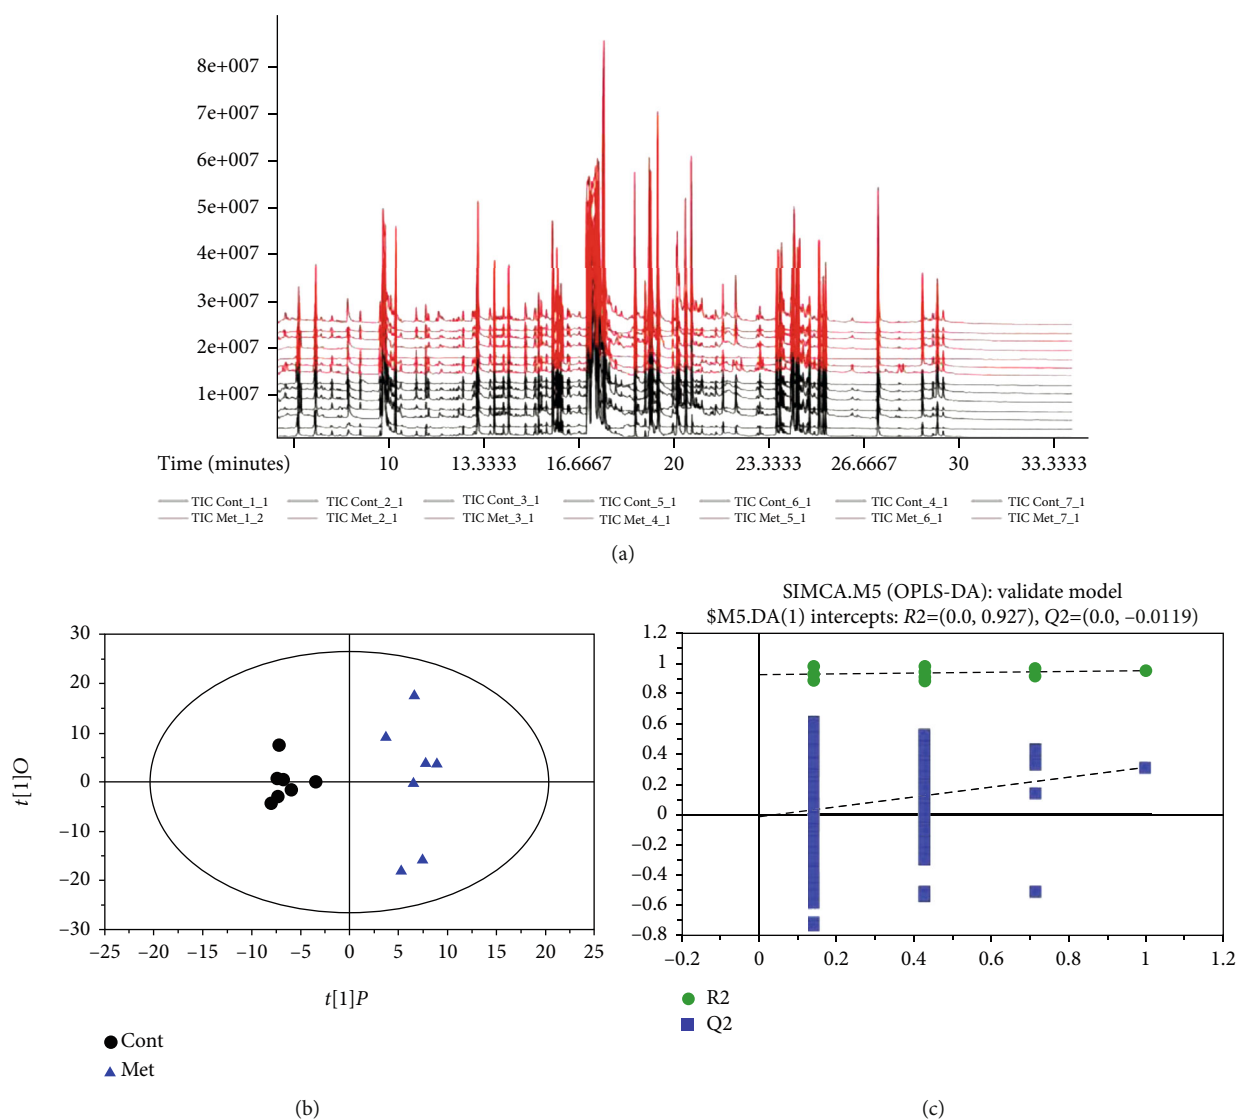 8e+007
7e+007
6e+007
5e+007
4e+007
3e+007
2e+007
1e+007
Time (minutes) 10 13.3333 16.6667 20 23.3333 26.6667 30 33.3333
TIC Cont_1_1 TIC Cont_2_1 TIC Cont_3_1 TIC Cont_5_1 TIC Cont_6_1 TIC Cont_4_1 TIC Cont_7_1
TIC Met_1_2 TIC Met_2_1 TIC Met_3_1 TIC Met_4_1 TIC Met_5_1 TIC Met_6_1 TIC Met_7_1
(a)
30
20
10
0
−10
−20
−30
−25 −20 −15 −10 −5 0 5 10 15 20 25
t[1]O
t[1]P
Cont
Met
(b)
SIMCA.M5 (OPLS-DA): validate model
$M5.DA(1) intercepts: R2=(0.0, 0.927), Q2=(0.0, −0.0119)
1.2
1
0.8
0.6
0.4
0.2
0
−0.2
−0.4
−0.6
−0.8
−0.2 0 0.2 0.4 0.6 0.8 1 1.2
R2
Q2
(c)